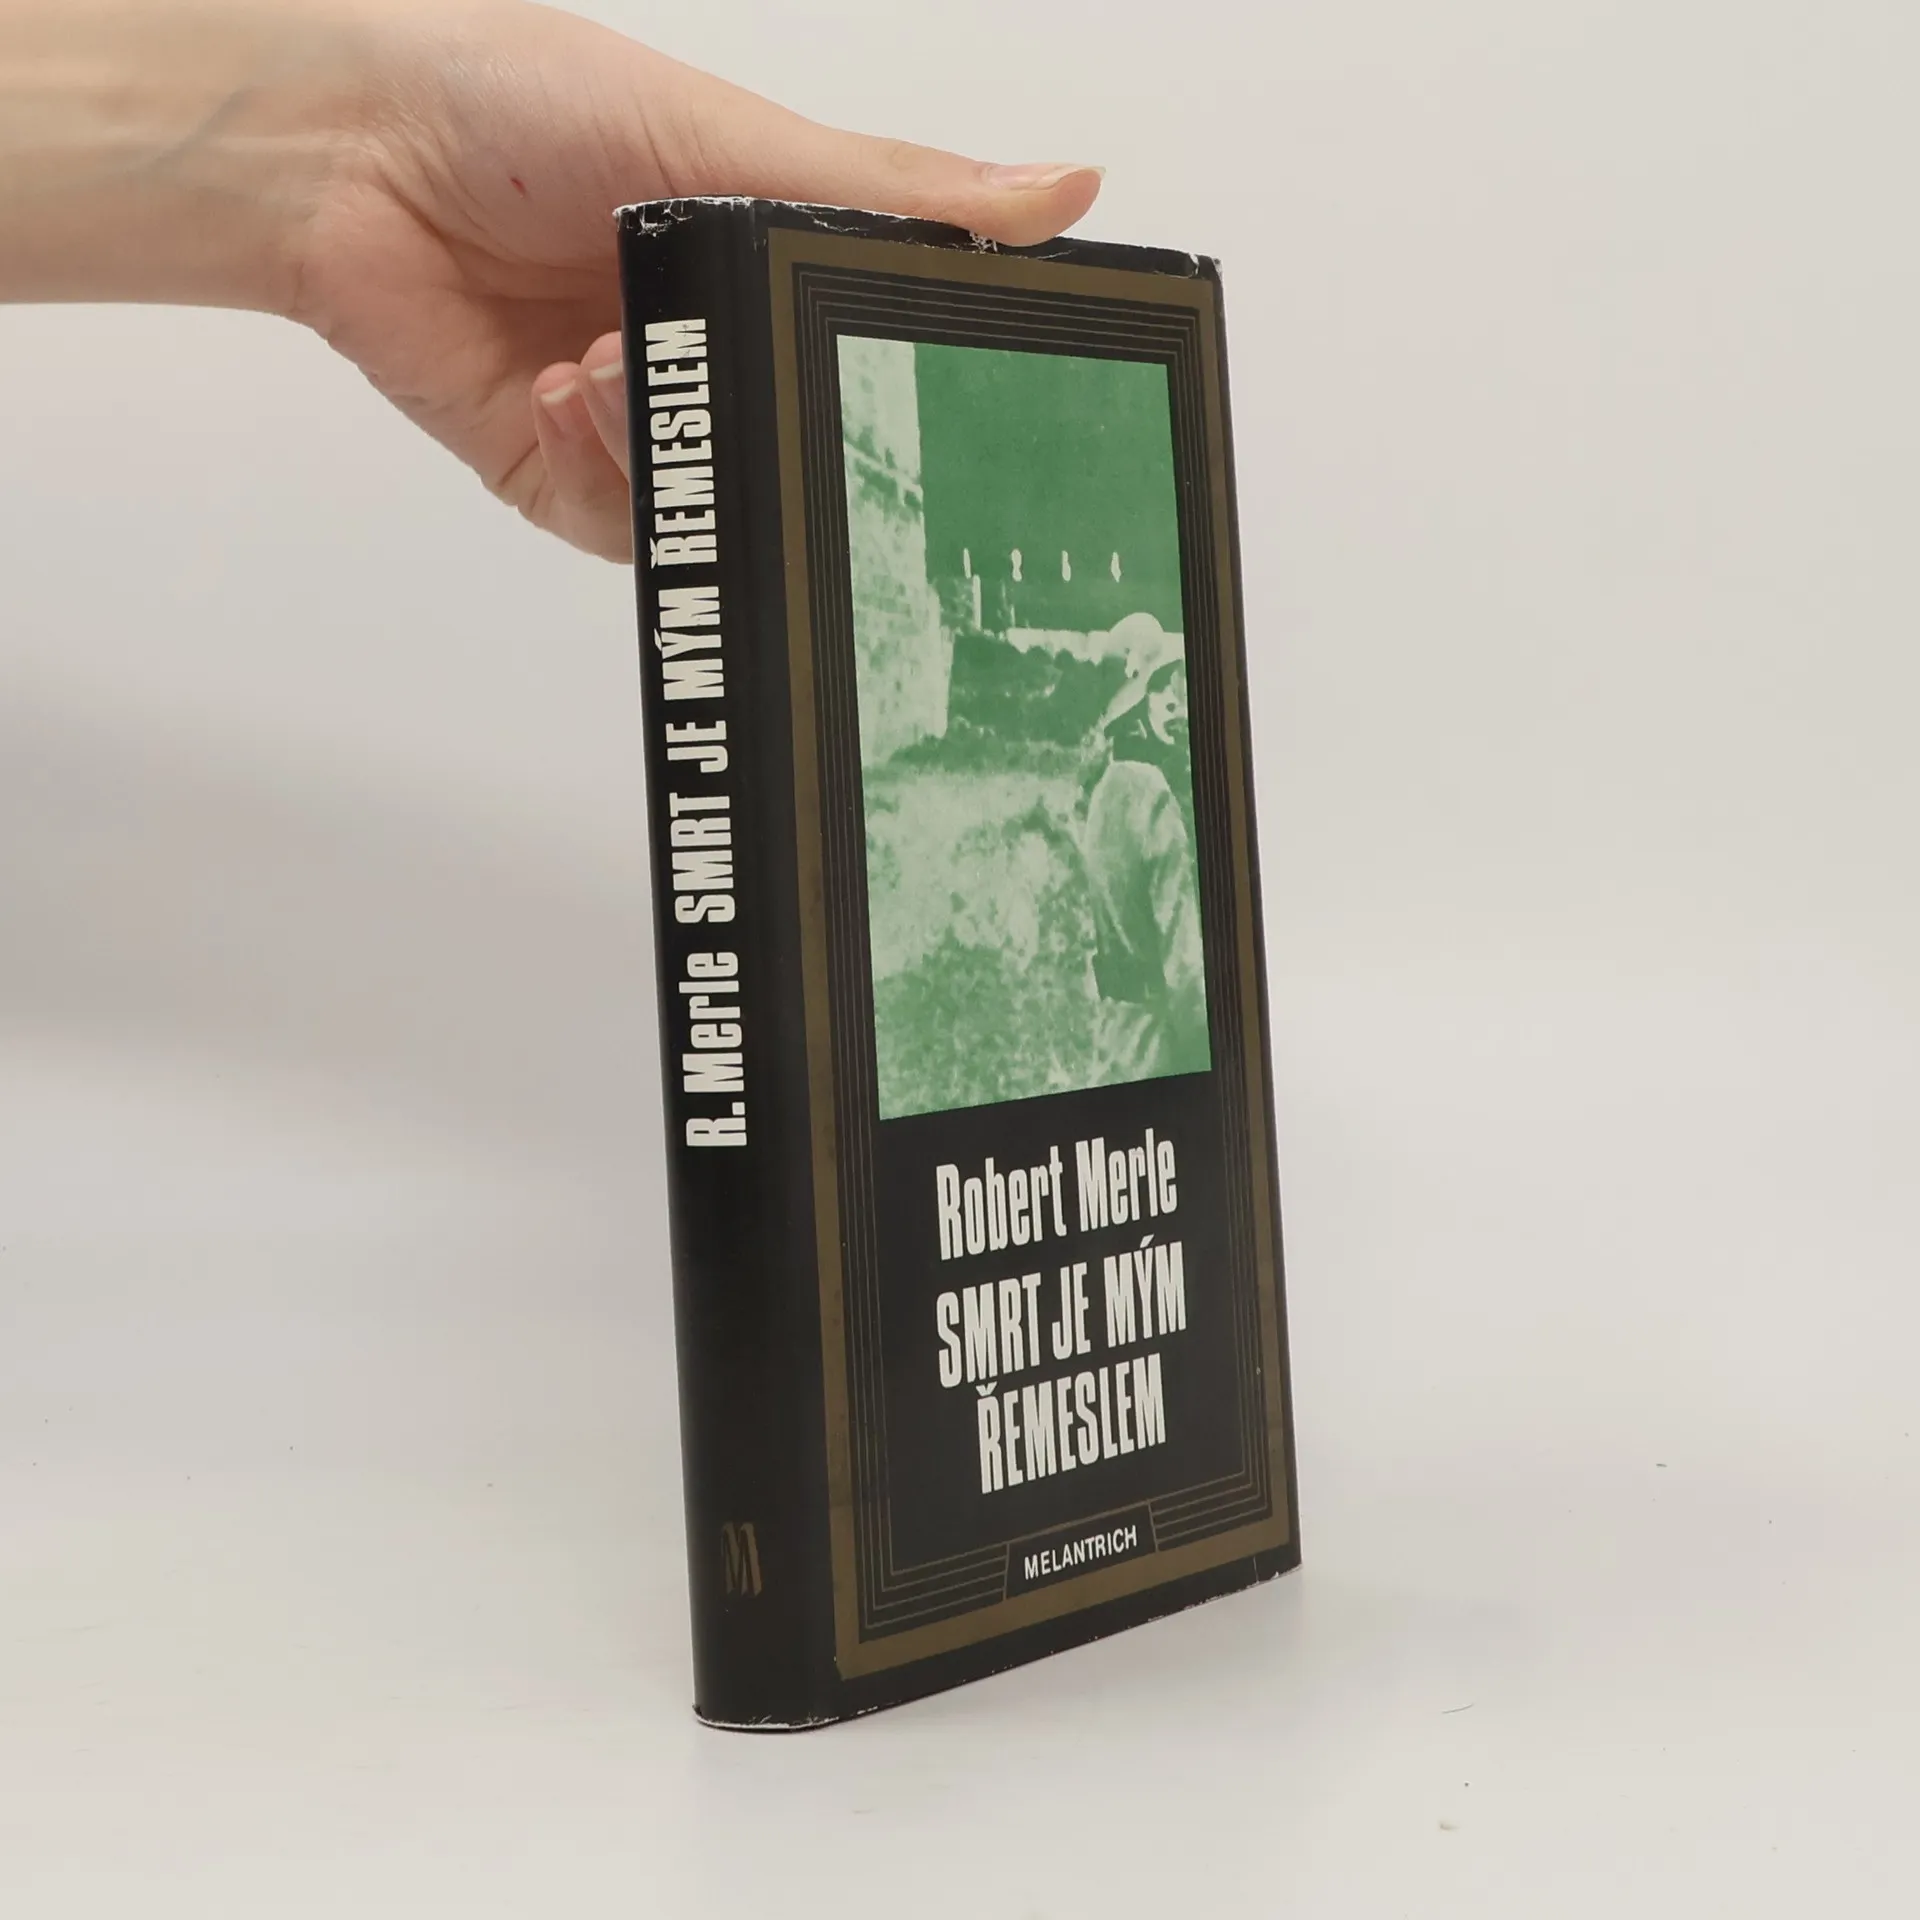 R. Merle SMRT JE MÝM ŘEMESLEM
M
Robert Merle
SMRT JE MÝM
ŘEMESLEM
MELANTRICH